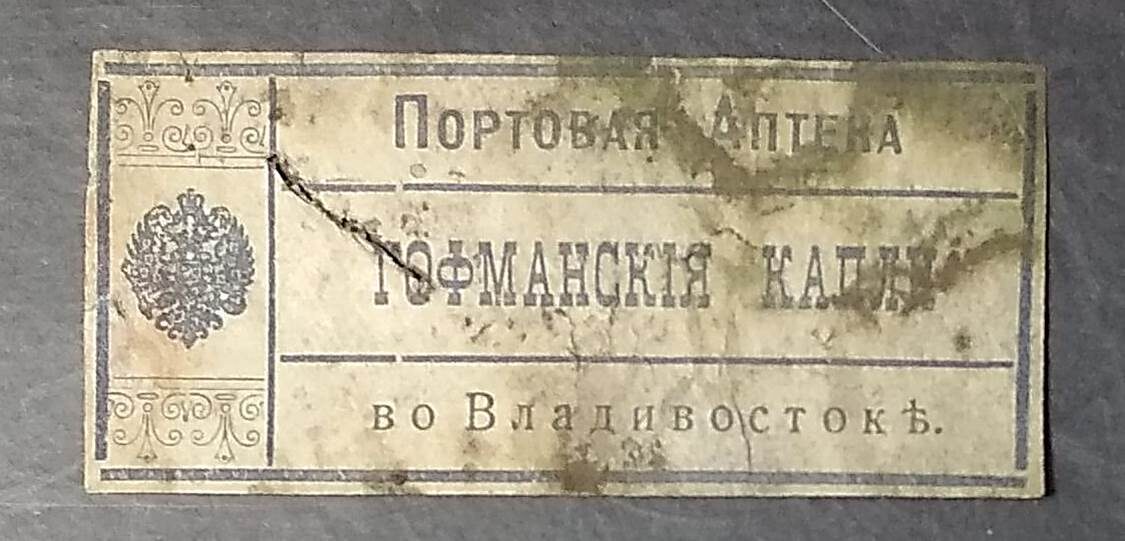 Портовая Аптека
ГОФМАНСКІЯ КАПЛИ
во Владивостокѣ.